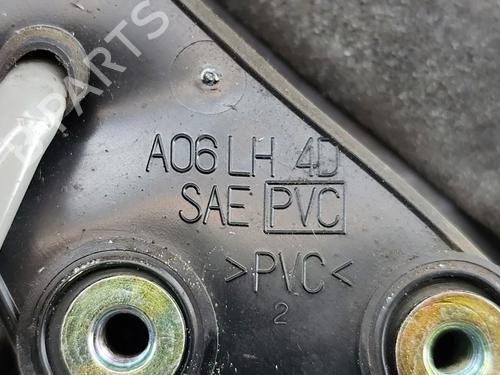 A06 LH 4D
SAE PVC
>PVC<
2
B-PARTS